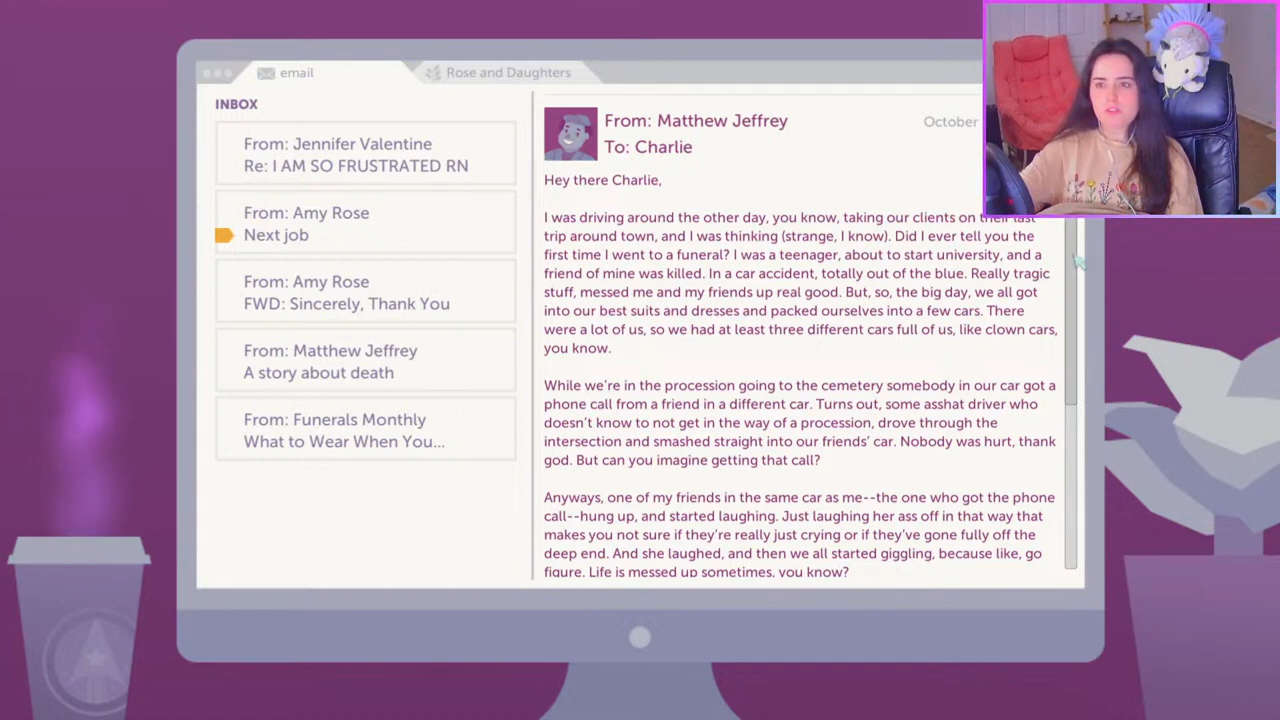 email
Rose and Daughters
INBOX
From: Jennifer Valentine
Re: I AM SO FRUSTRATED RN
From: Amy Rose
Next job
From: Amy Rose
FWD: Sincerely, Thank You
From: Matthew Jeffrey
A story about death
From: Funerals Monthly
What to Wear When You...
From: Matthew Jeffrey
October
To: Charlie
Hey there Charlie,
I was driving around the other day, you know, taking our clients on their last
trip around town, and I was thinking (strange, I know). Did I ever tell you the
first time I went to a funeral? I was a teenager, about to start university, and a
friend of mine was killed. In a car accident, totally out of the blue. Really tragic
stuff, messed me and my friends up real good. But, so, the big day, we all got
into our best suits and dresses and packed ourselves into a few cars. There
were a lot of us, so we had at least three different cars full of us, like clown cars,
you know.
While we're in the procession going to the cemetery somebody in our car got a
phone call from a friend in a different car. Turns out, some asshat driver who
doesn't know to not get in the way of a procession, drove through the
intersection and smashed straight into our friends' car. Nobody was hurt, thank
god. But can you imagine getting that call?
Anyways, one of my friends in the same car as me--the one who got the phone
call--hung up, and started laughing. Just laughing her ass off in that way that
makes you not sure if they're really just crying or if they've gone fully off the
deep end. And she laughed, and then we all started giggling, because like, go
figure. Life is messed up sometimes, you know?